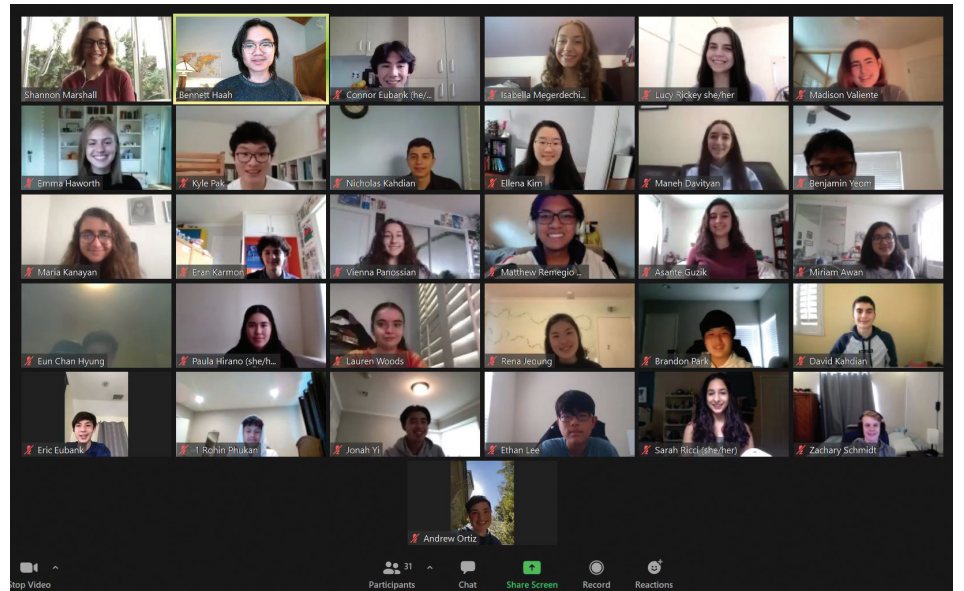 Shannon Marshall
Bennett Haah
Connor Eubank (he/...
Isabella Megerdechi...
Lucy Rickey she/her
Madison Valiente
Emma Haworth
Kyle Pak
Nicholas Kahdian
Ellena Kim
Maneh Davityan
Benjamin Yeom
Maria Kanayan
Eran Karmon
Vienna Panossian
Matthew Remegio ...
Asante Guzik
Miriam Awan
Eun Chan Hyung
Paula Hirano (she/h...
Lauren Woods
Rena Jeoung
Brandon Park
David Kahdian
Eric Eubank
-1 Rohin Phukan
Jonah Yi
Ethan Lee
Sarah Ricci (she/her)
Zachary Schmidt
Andrew Ortiz
31
Stop Video
Participants
Chat
Share Screen
Record
Reactions